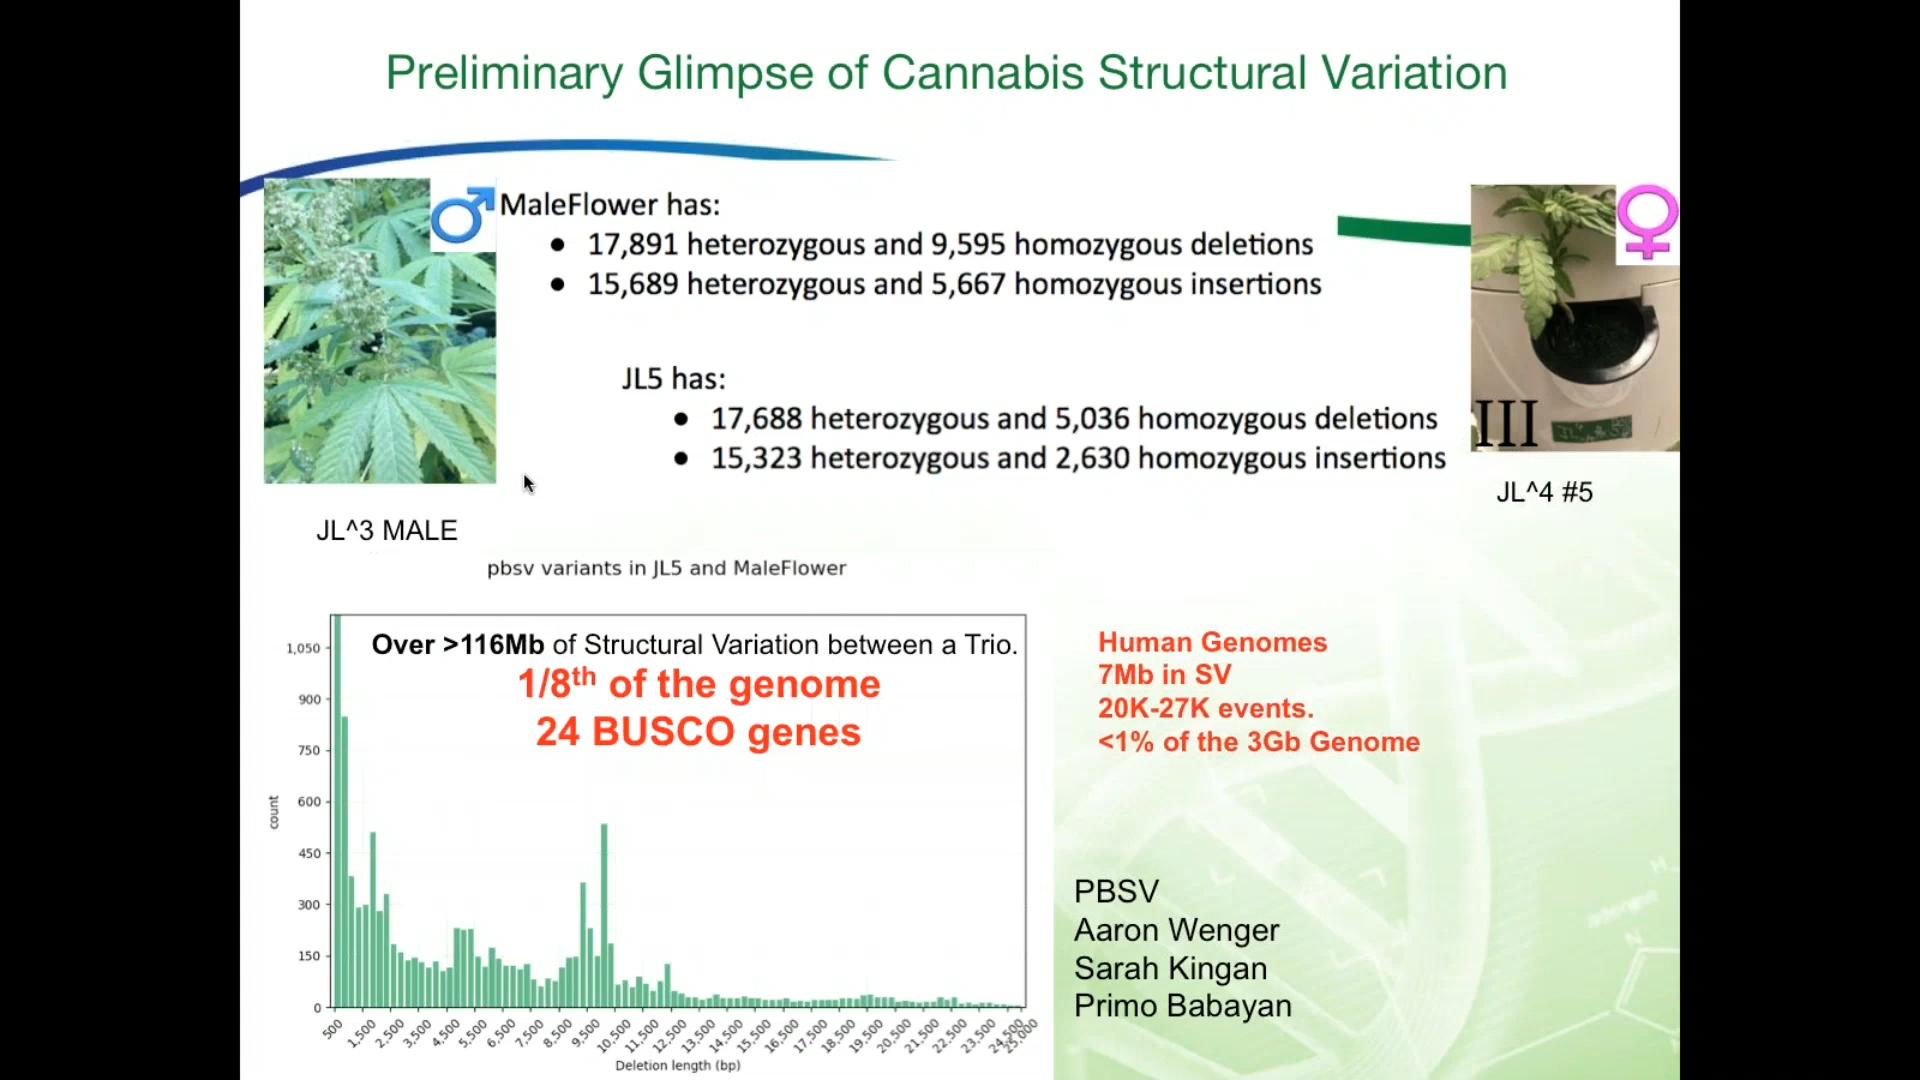 Preliminary Glimpse of Cannabis Structural Variation
MaleFlower has:
• 17,891 heterozygous and 9,595 homozygous deletions
• 15,689 heterozygous and 5,667 homozygous insertions
JL5 has:
• 17,688 heterozygous and 5,036 homozygous deletions
• 15,323 heterozygous and 2,630 homozygous insertions
III
JL^4 #5
JL^3 MALE
pbsv variants in JL5 and MaleFlower
Over >116Mb of Structural Variation between a Trio.
1/8th of the genome
24 BUSCO genes
1,050
900
750
600
450
300
150
0
count
500 1,500 2,500 3,500 4,500 5,500 6,500 7,500 8,500 9,500 10,500 11,500 12,500 13,500 14,500 15,500 16,500 17,500 18,500 19,500 20,500 21,500 22,500 23,500 24,500 25,000
Deletion length (bp)
Human Genomes
7Mb in SV
20K-27K events.
<1% of the 3Gb Genome
PBSV
Aaron Wenger
Sarah Kingan
Primo Babayan